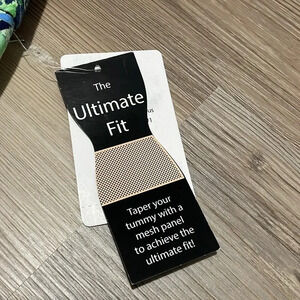 The
Ultimate
Fit
Taper your
tummy with a
mesh panel
to achieve the
ultimate fit!